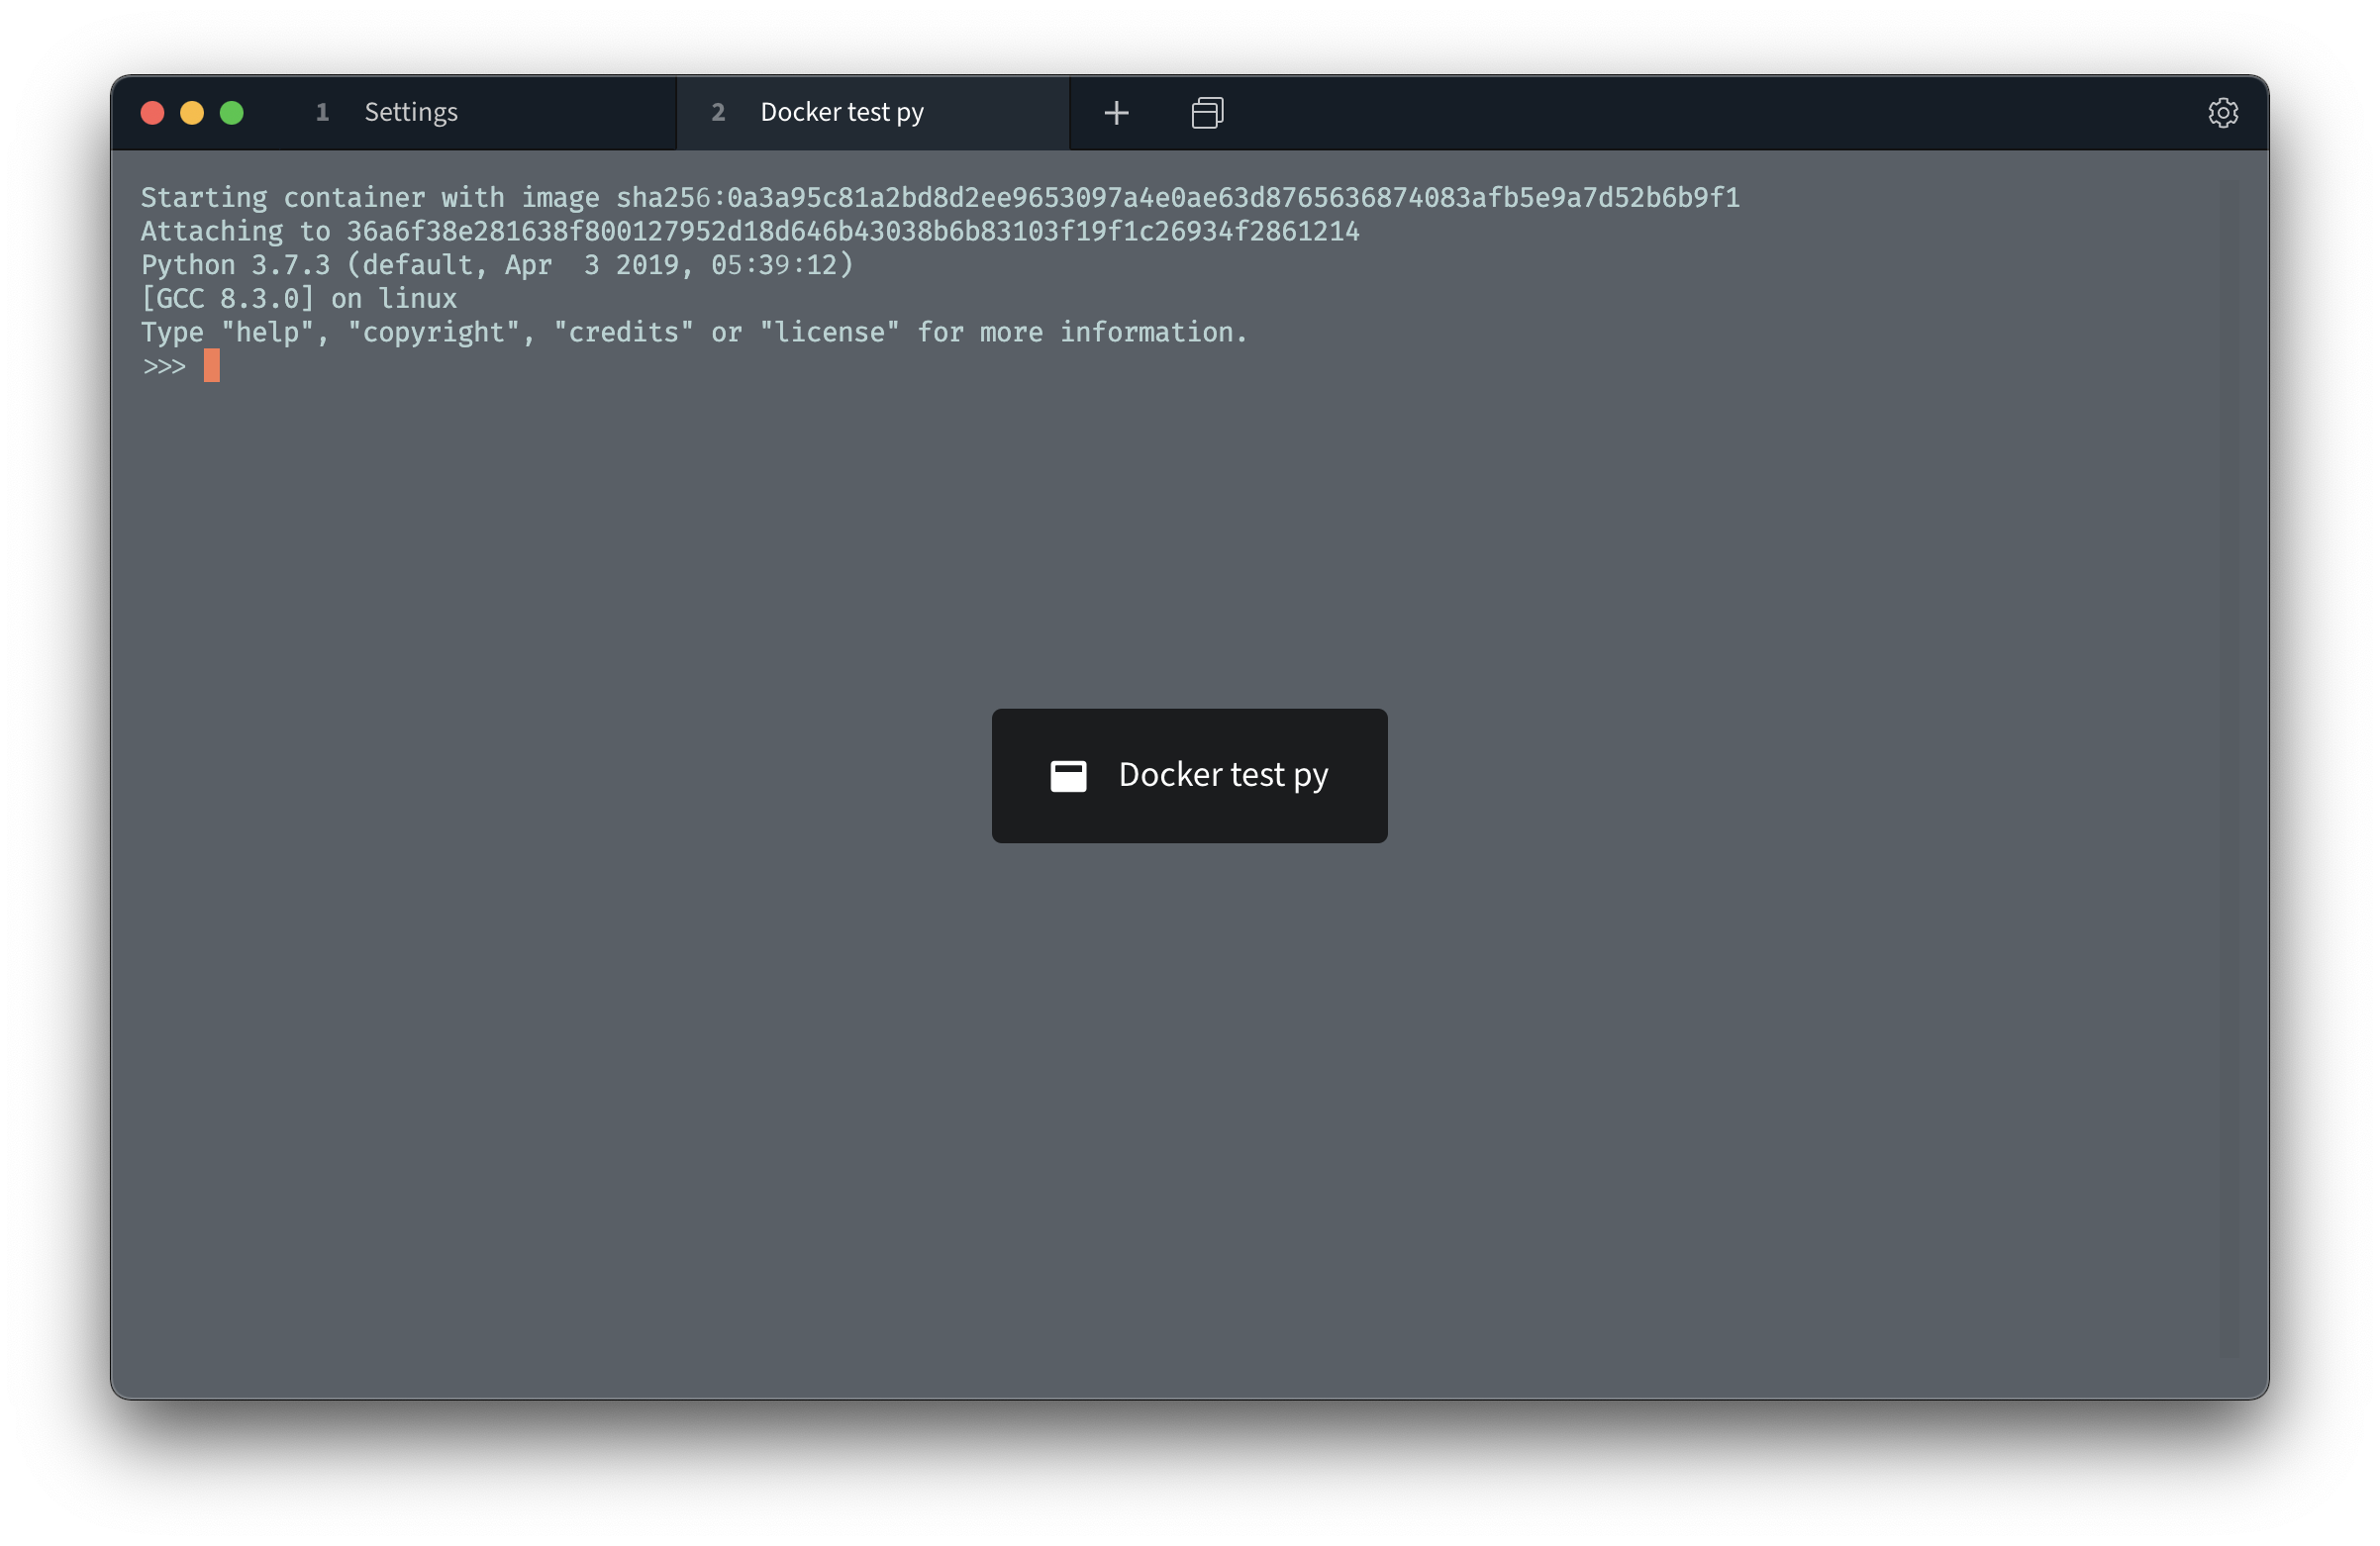 1 Settings 2 Docker test py
Starting container with image sha256:0a3a95c81a2bd8d2ee9653097a4e0ae63d8765636874083afb5e9a7d52b6b9f1
Attaching to 36a6f38e281638f800127952d18d646b43038b6b83103f19f1c26934f2861214
Python 3.7.3 (default, Apr  3 2019, 05:39:12)
[GCC 8.3.0] on linux
Type "help", "copyright", "credits" or "license" for more information.
>>>
Docker test py